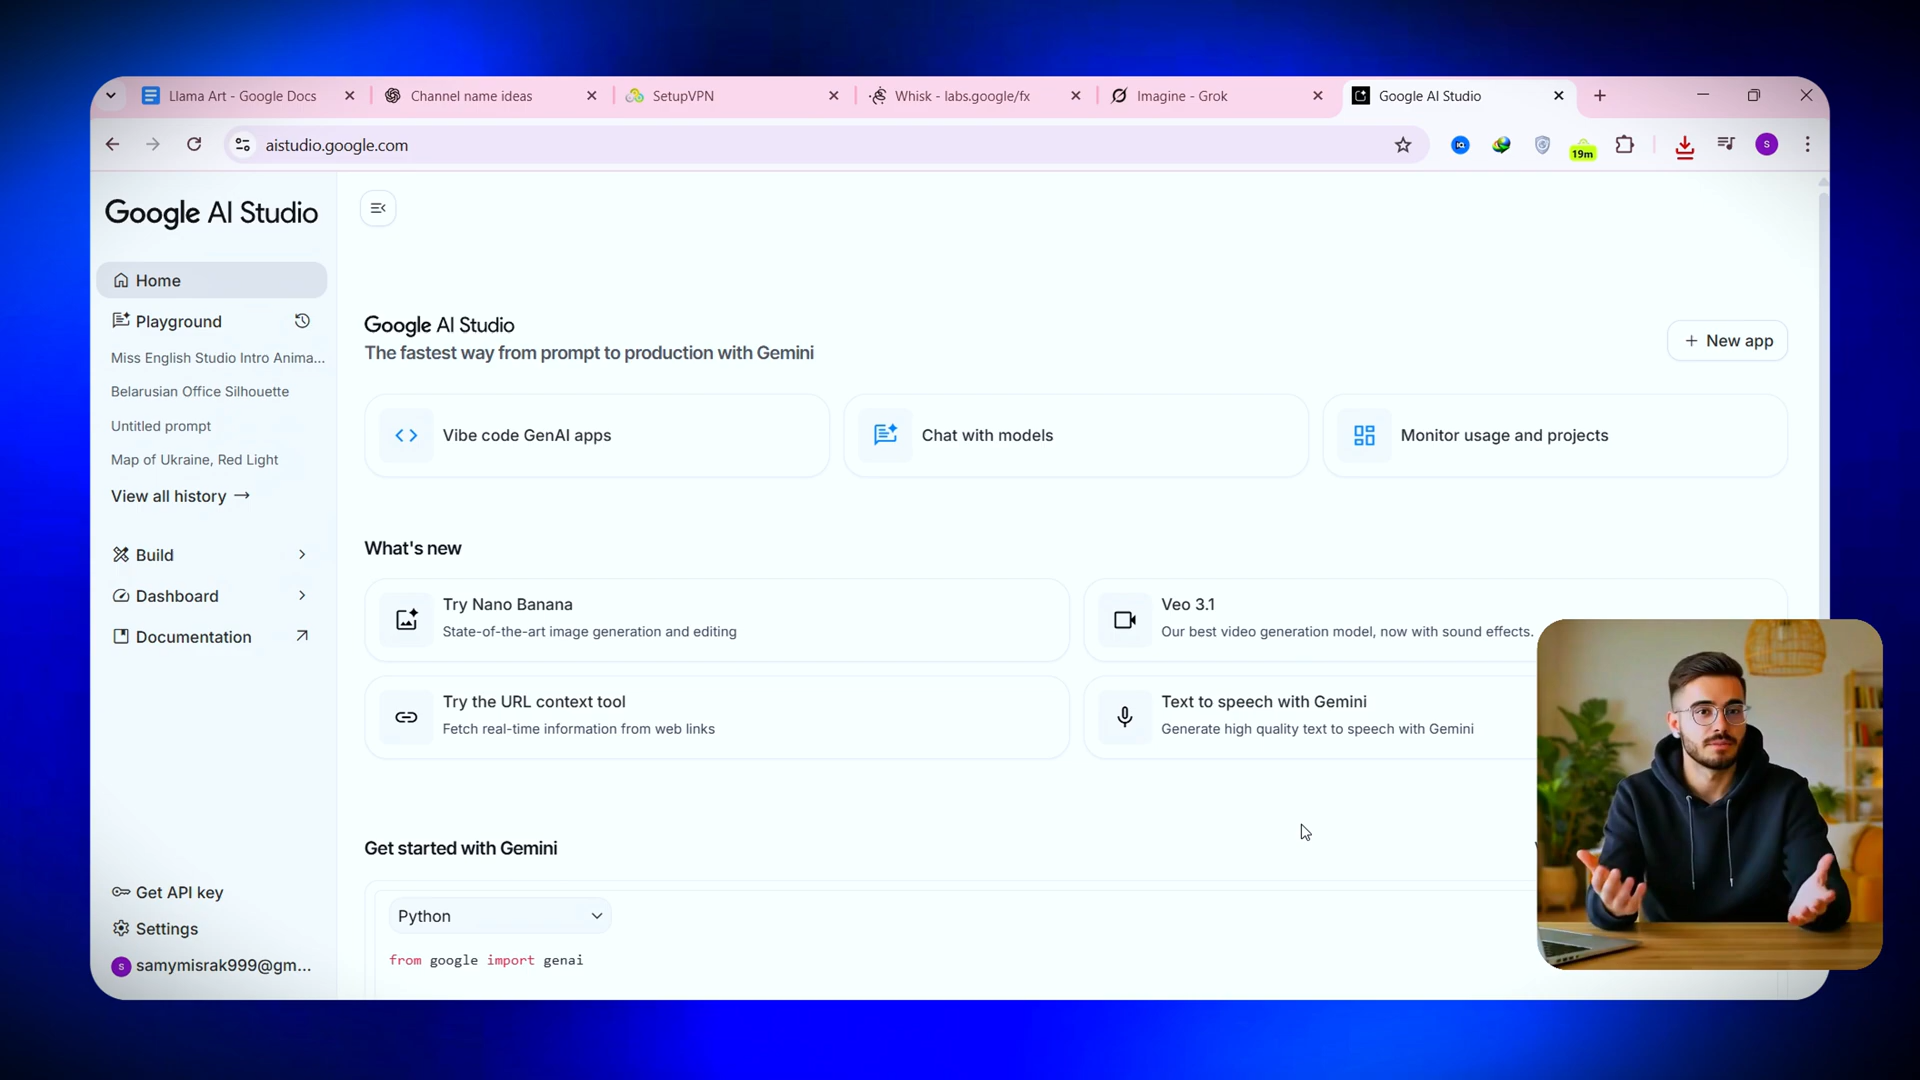 Llama Art - Google Docs
Channel name ideas
SetupVPN
Whisk - labs.google/fx
Imagine - Grok
Google AI Studio
aistudio.google.com
19m
S
Google AI Studio
Home
Playground
Miss English Studio Intro Anima...
Belarusian Office Silhouette
Untitled prompt
Map of Ukraine, Red Light
View all history →
Build
Dashboard
Documentation
Get API key
Settings
S samymisrak999@gm...
Google AI Studio
The fastest way from prompt to production with Gemini
+ New app
Vibe code GenAI apps
Chat with models
Monitor usage and projects
What's new
Try Nano Banana
State-of-the-art image generation and editing
Veo 3.1
Our best video generation model, now with sound effects.
Try the URL context tool
Fetch real-time information from web links
Text to speech with Gemini
Generate high quality text to speech with Gemini
Get started with Gemini
Python
from google import genai